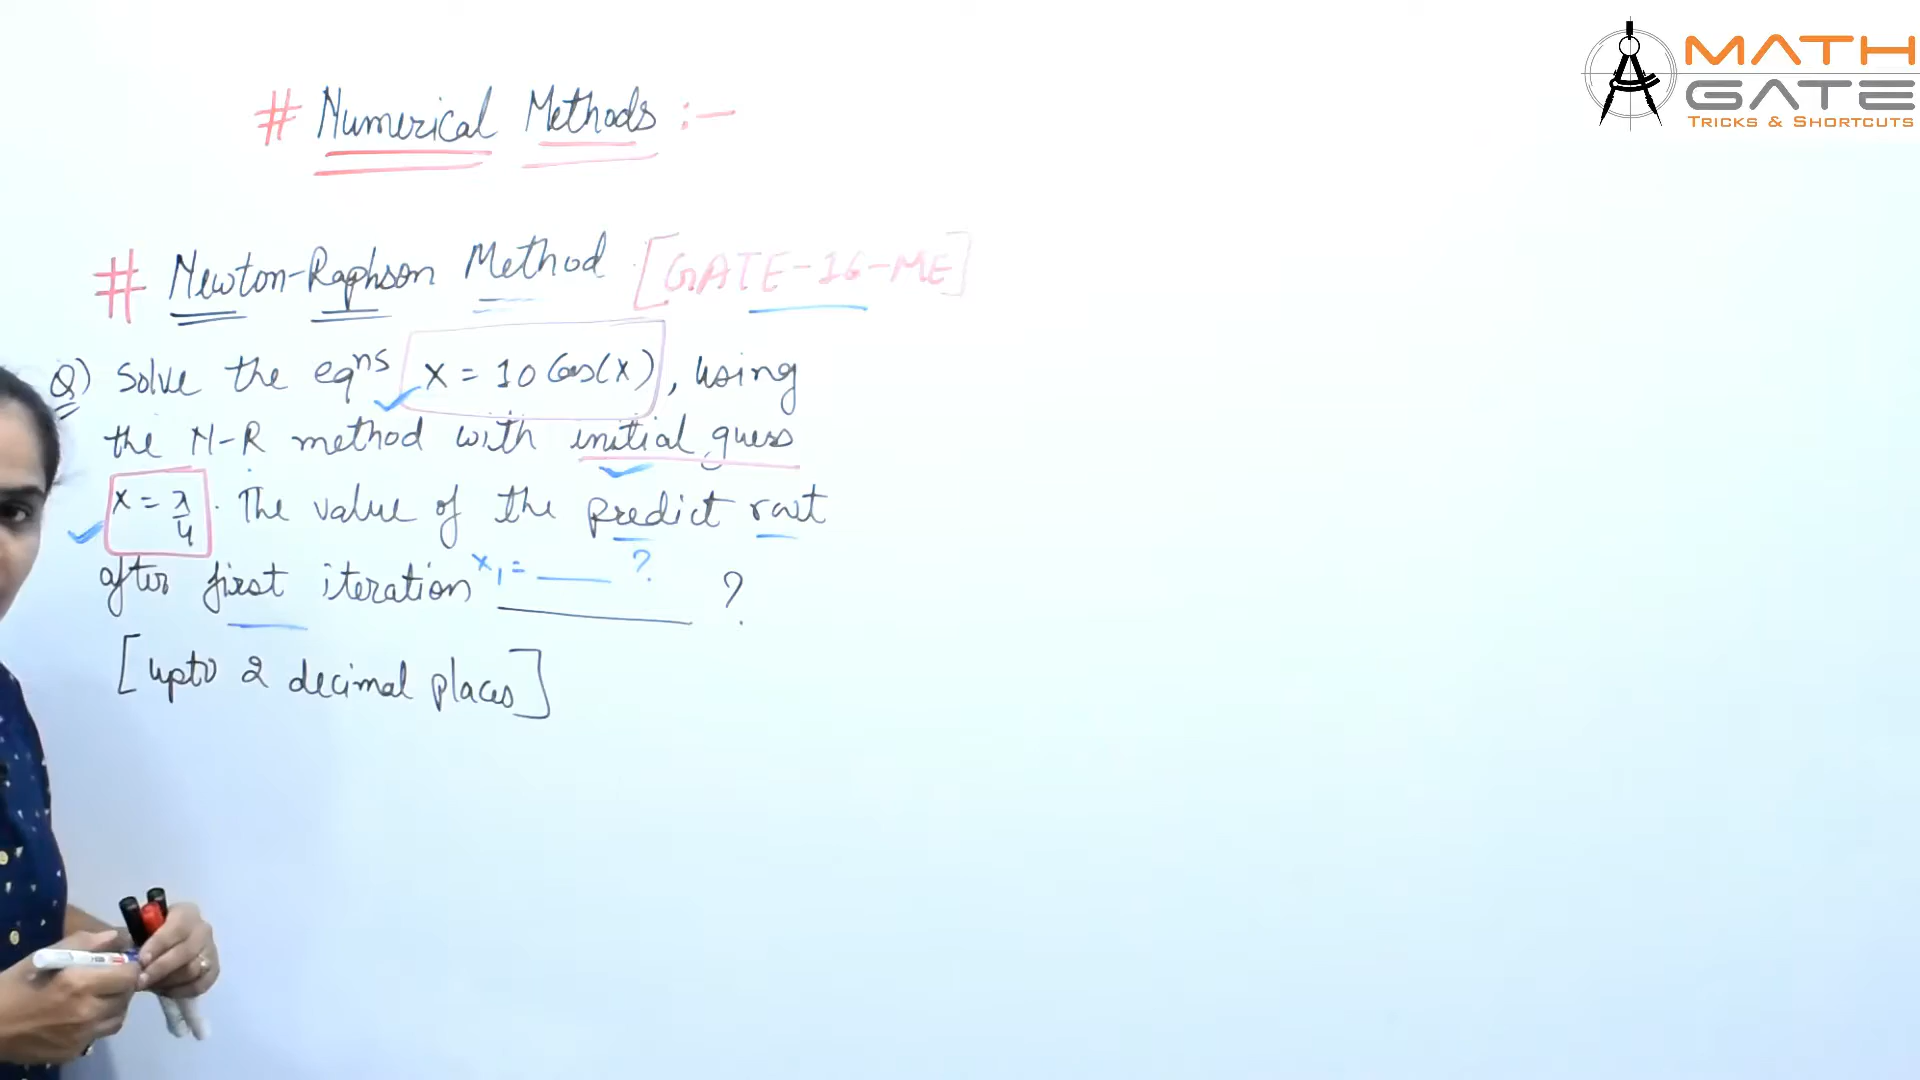 MATH
GATE
TRICKS & SHORTCUTS
# Numerical Methods :-
# Newton-Raphson Method [GATE-16-ME]
Q) Solve the eqⁿˢ x = 10 Cos(x), using
the N-R method with initial guess
x = π/4 . The value of the predict root
after first iteration x₁ = ___ ? ______ ?
[upto 2 decimal places]